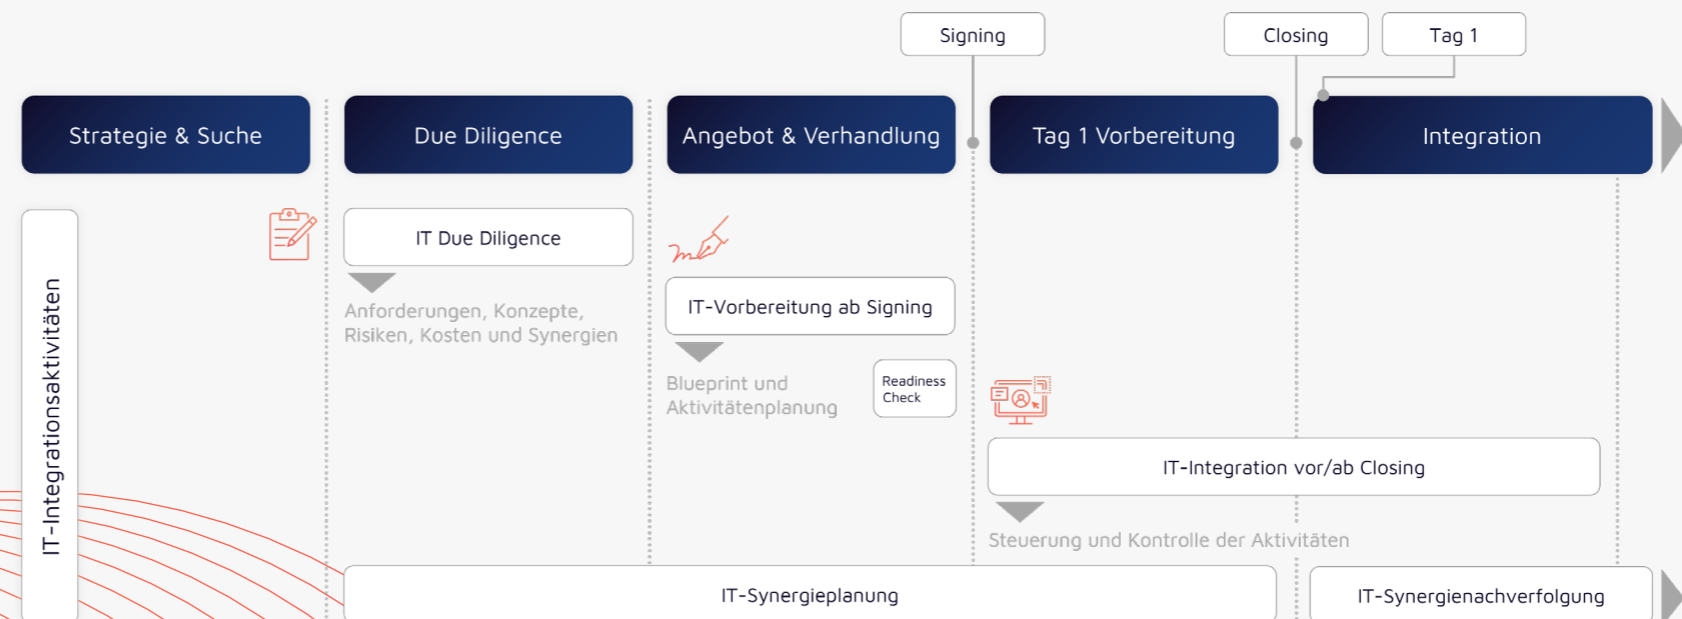 Signing
Closing
Tag 1
Strategie & Suche
Due Diligence
Angebot & Verhandlung
Tag 1 Vorbereitung
Integration
IT-Integrationsaktivitäten
IT Due Diligence
Anforderungen, Konzepte,
Risiken, Kosten und Synergien
IT-Vorbereitung ab Signing
Blueprint und
Aktivitätenplanung
Readiness
Check
IT-Integration vor/ab Closing
Steuerung und Kontrolle der Aktivitäten
IT-Synergieplanung
IT-Synergienachverfolgung